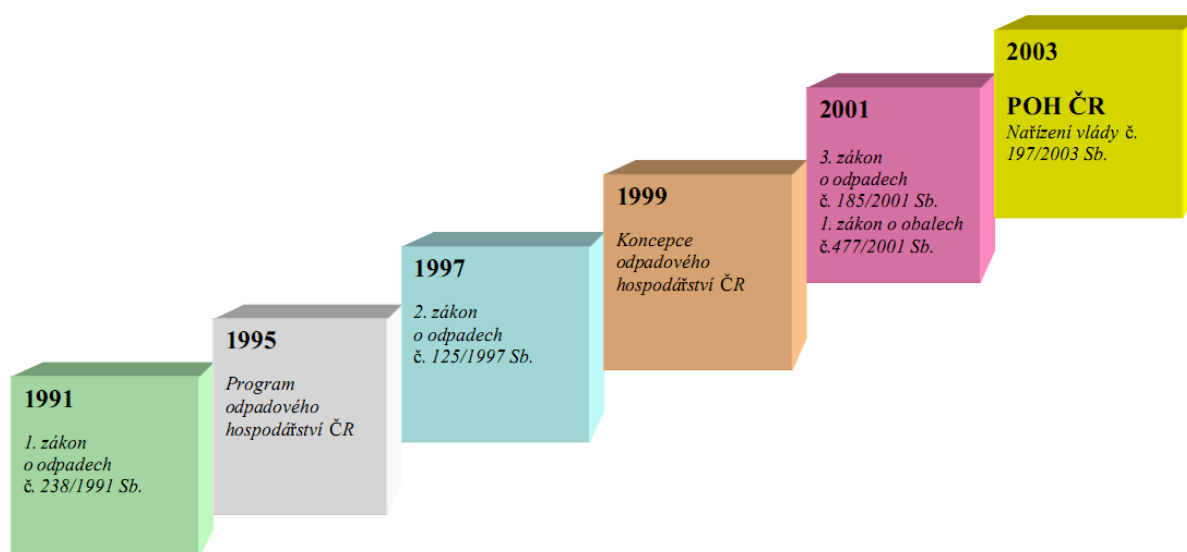 1991
1. zákon
o odpadech
č. 238/1991 Sb.
1995
Program
odpadového
hospodářství ČR
1997
2. zákon
o odpadech
č. 125/1997 Sb.
1999
Koncepce
odpadového
hospodářství ČR
2001
3. zákon
o odpadech
č. 185/2001 Sb.
1. zákon o obalech
č.477/2001 Sb.
2003
POH ČR
Nařízení vlády č.
197/2003 Sb.